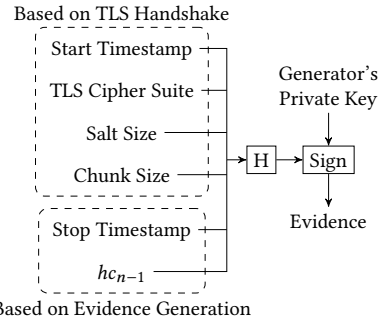 Based on TLS Handshake
Start Timestamp
TLS Cipher Suite
Salt Size
Chunk Size
Generator's
Private Key
H
Sign
Evidence
Stop Timestamp
hcₙ₋₁
Based on Evidence Generation